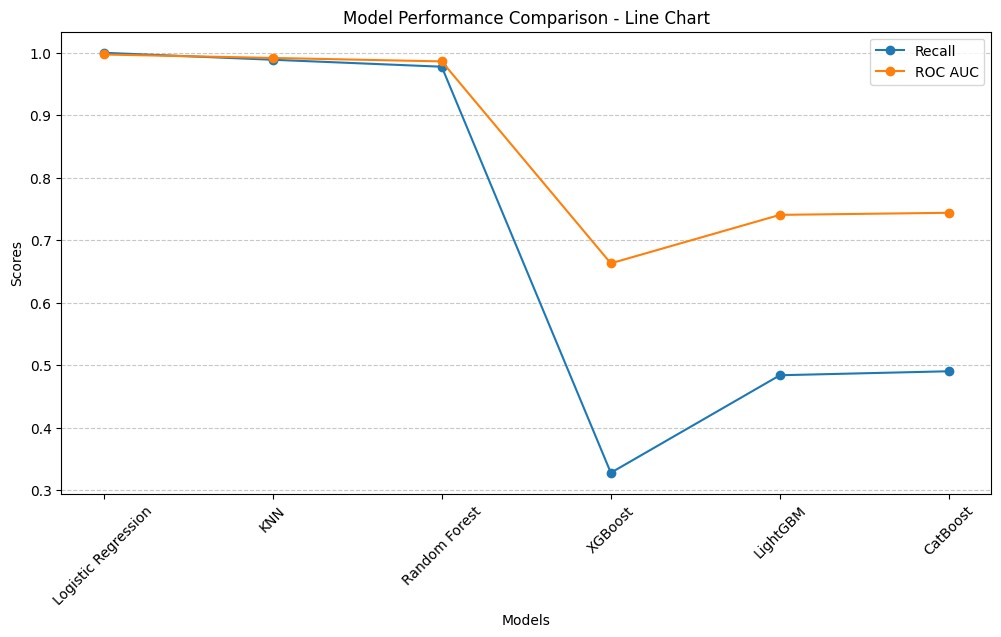 Model Performance Comparison - Line Chart
Recall
ROC AUC
1.0
0.9
0.8
0.7
0.6
0.5
0.4
0.3
Scores
Logistic Regression
KNN
Random Forest
XGBoost
LightGBM
CatBoost
Models